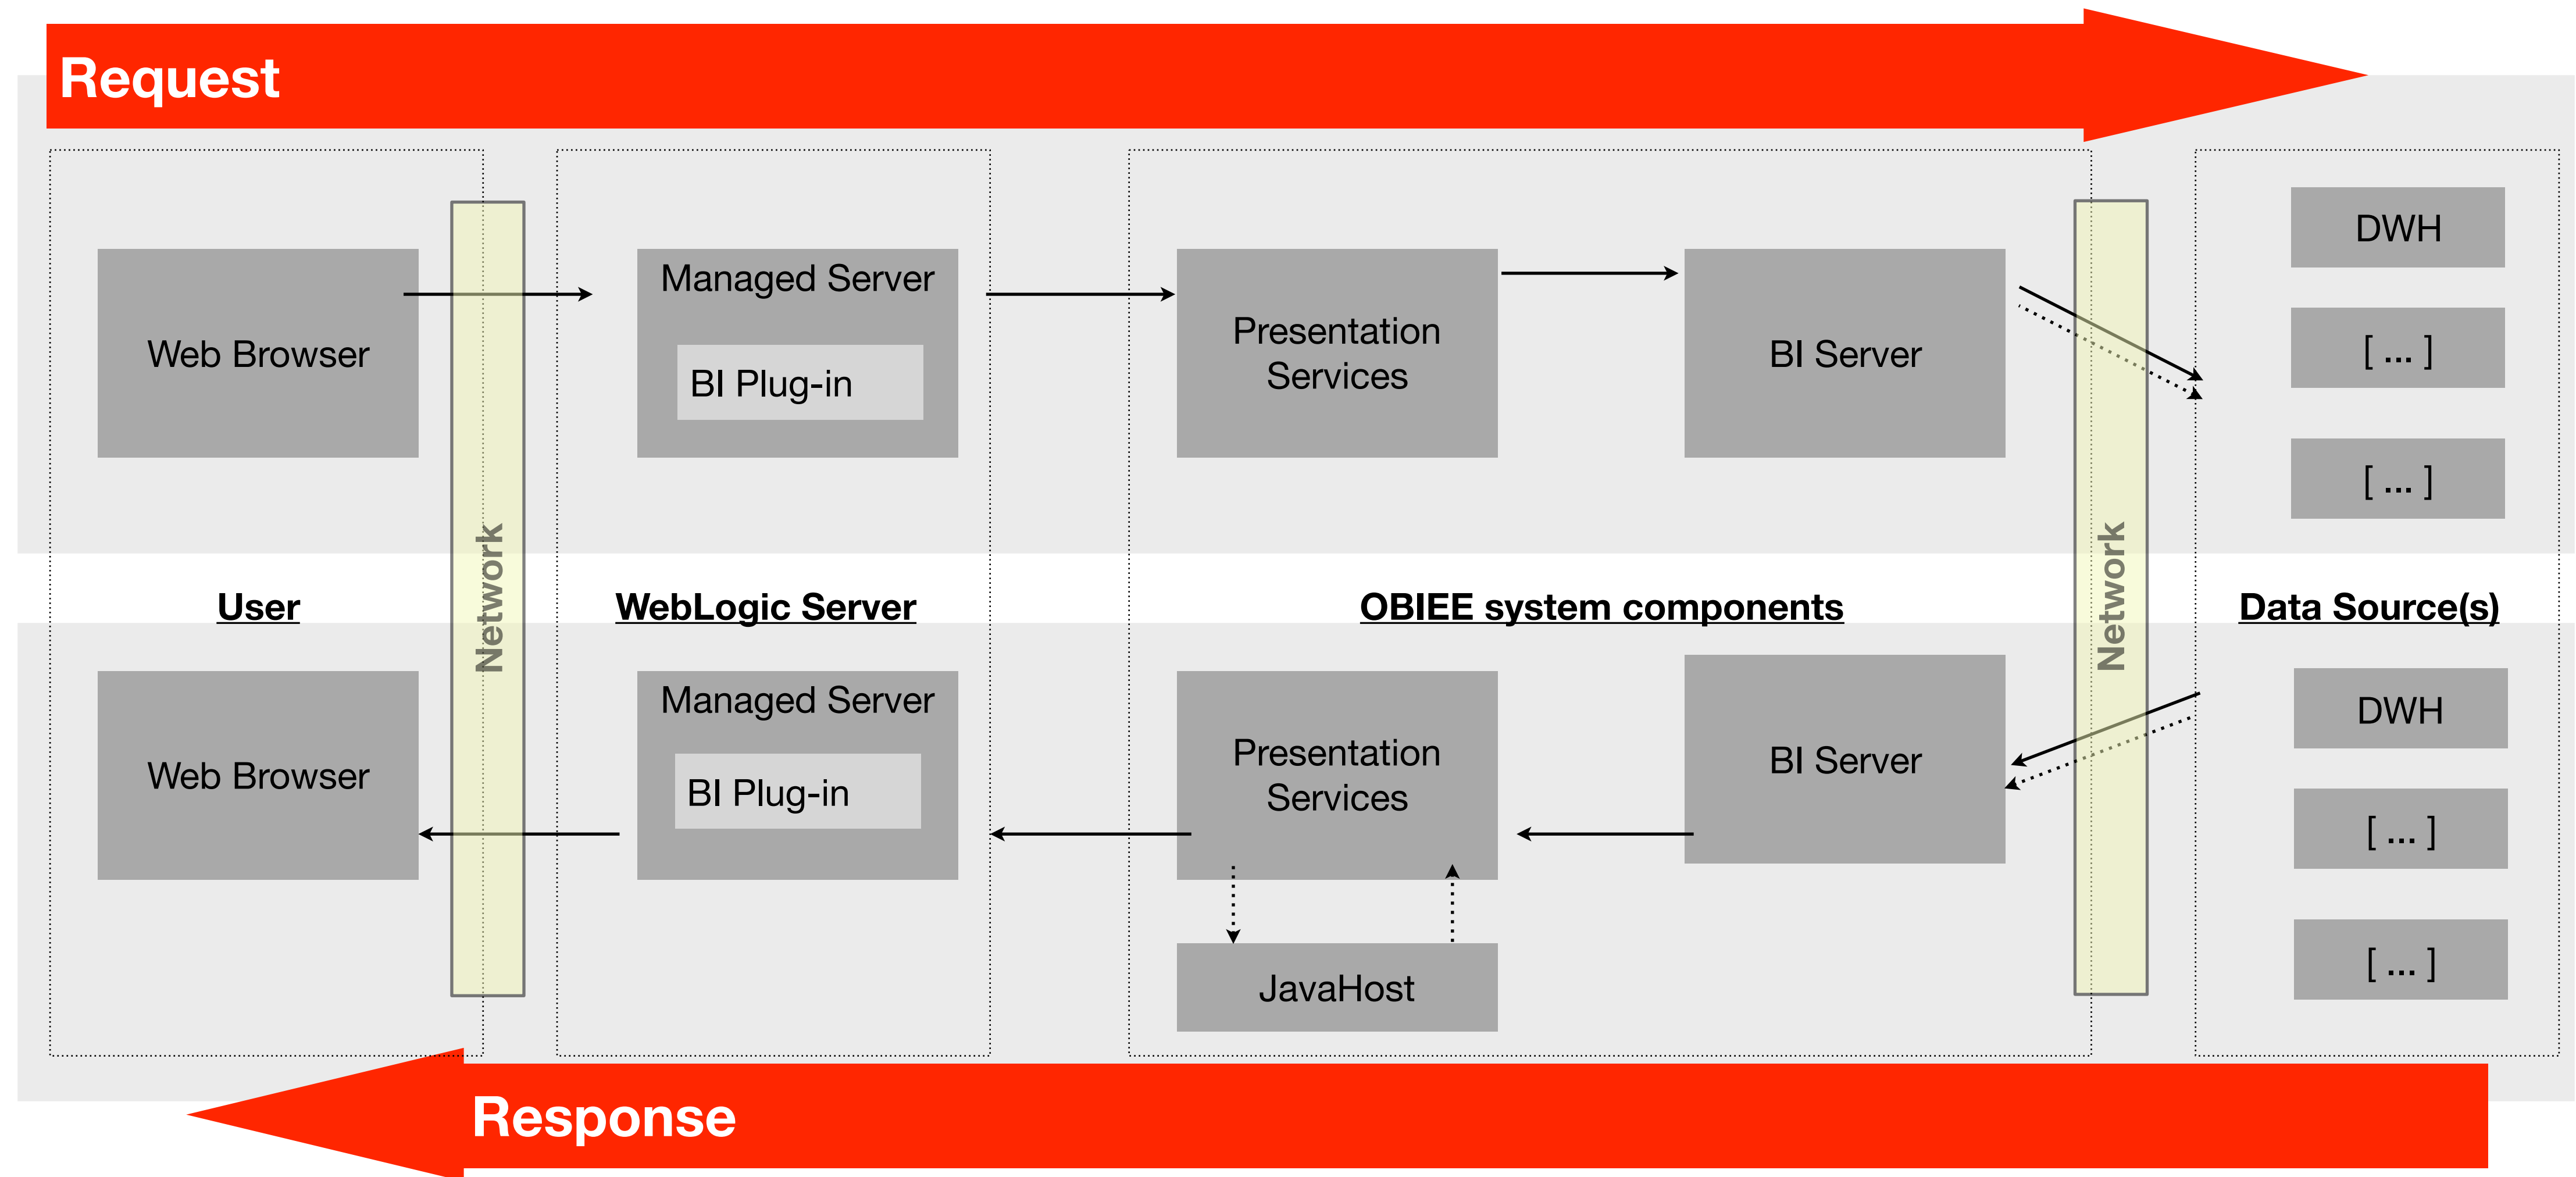 Request
Web Browser
Managed Server
BI Plug-in
Presentation
Services
BI Server
DWH
[ ... ]
[ ... ]
Network
Network
User
WebLogic Server
OBIEE system components
Data Source(s)
Web Browser
Managed Server
BI Plug-in
Presentation
Services
BI Server
DWH
[ ... ]
[ ... ]
JavaHost
Response